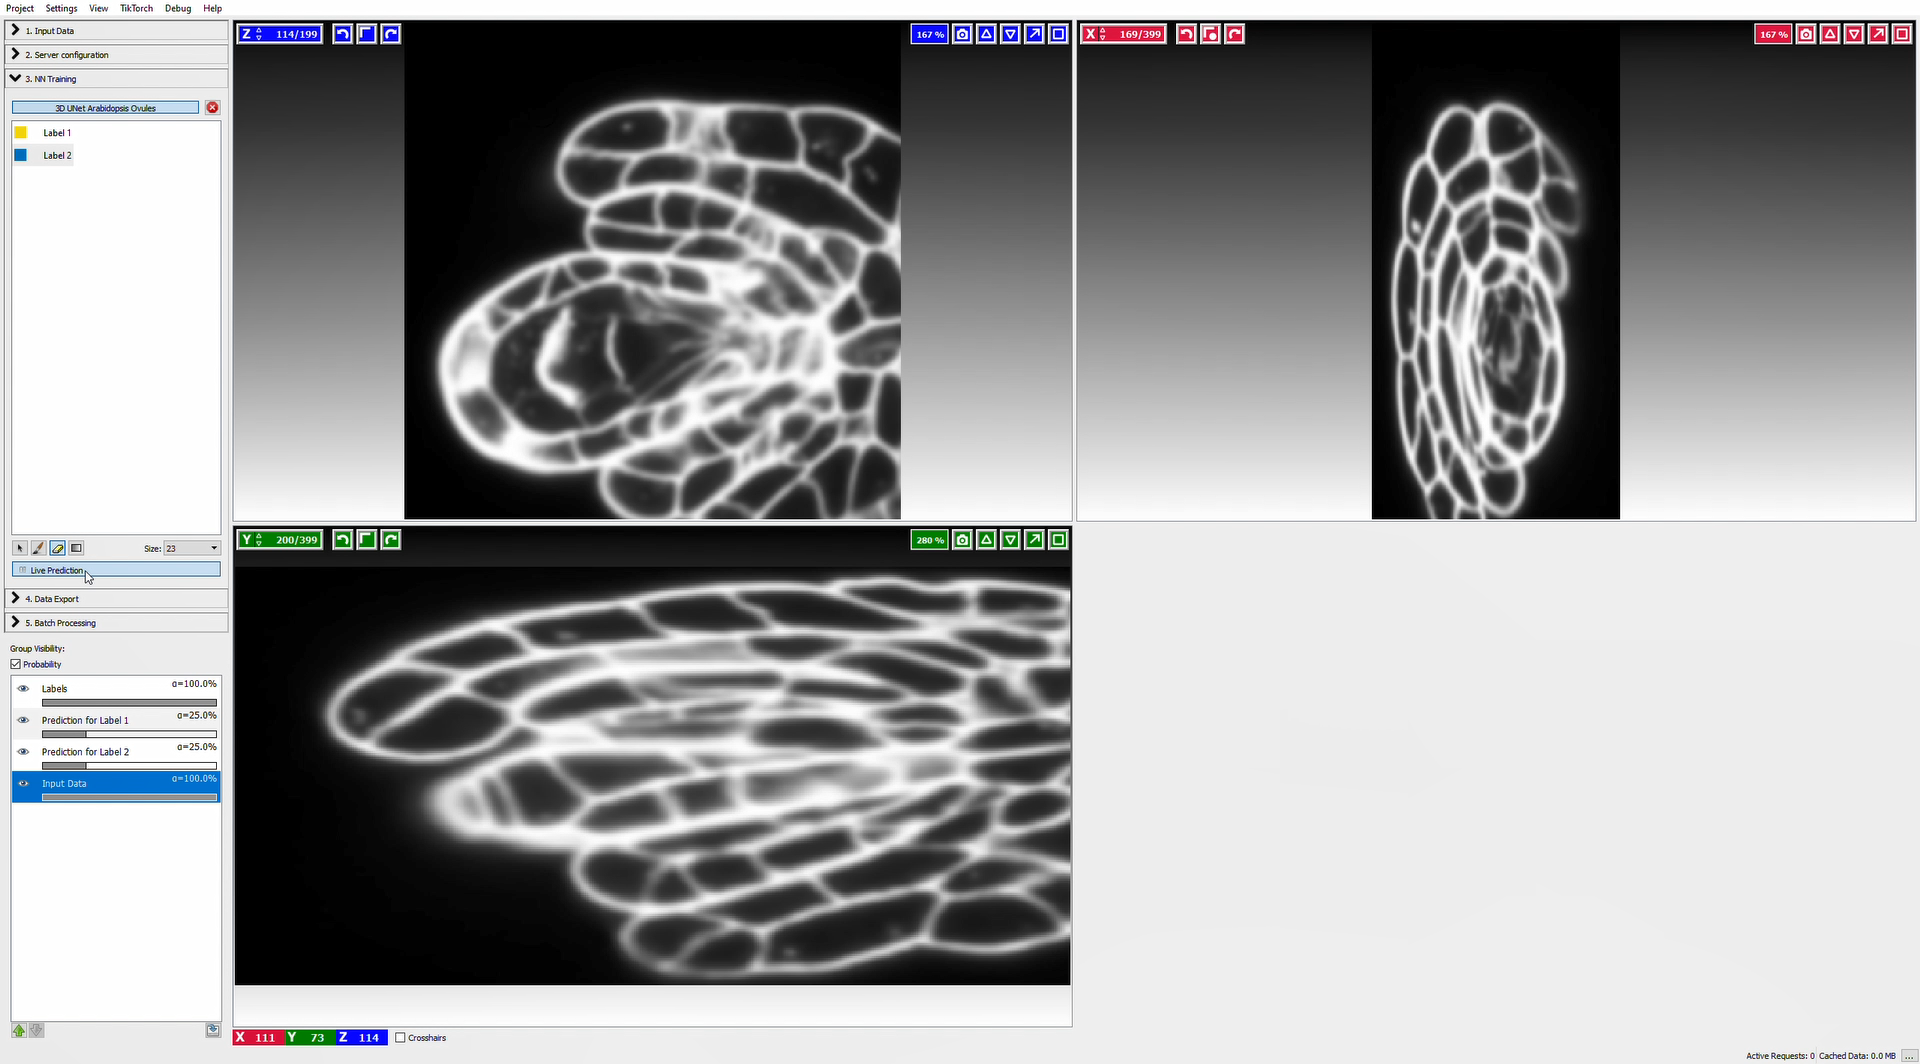 Project Settings View TikTorch Debug Help
1. Input Data
2. Server configuration
3. NN Training
3D UNet Arabidopsis Ovules
Label 1
Label 2
Size: 23
Live Prediction
4. Data Export
5. Batch Processing
Group Visibility:
Probability
Labels α=100.0%
Prediction for Label 1 α=25.0%
Prediction for Label 2 α=25.0%
Input Data α=100.0%
Z 114/199
167 %
X 169/399
167 %
Y 200/399
280 %
X 111 Y 73 Z 114 Crosshairs
Active Requests: 0 Cached Data: 0.0 MB ...